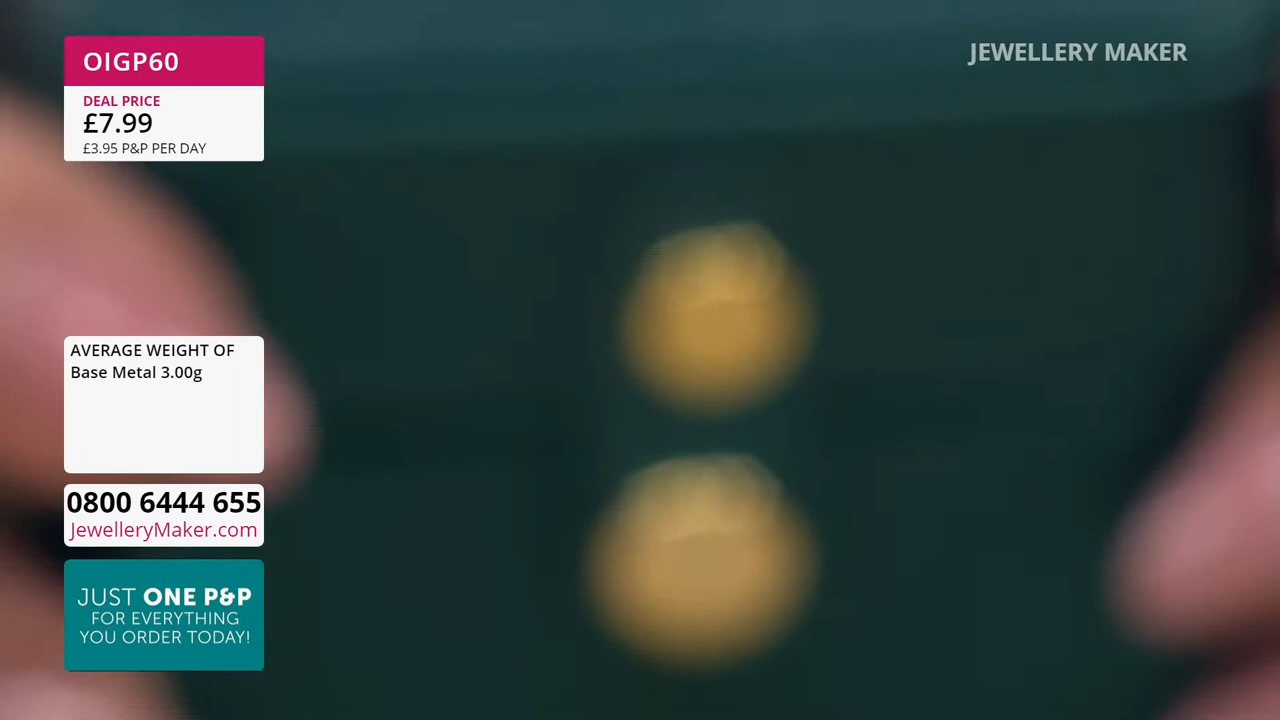 OIGP60
DEAL PRICE
£7.99
£3.95 P&P PER DAY
JEWELLERY MAKER
AVERAGE WEIGHT OF
Base Metal 3.00g
0800 6444 655
JewelleryMaker.com
JUST ONE P&P
FOR EVERYTHING
YOU ORDER TODAY!